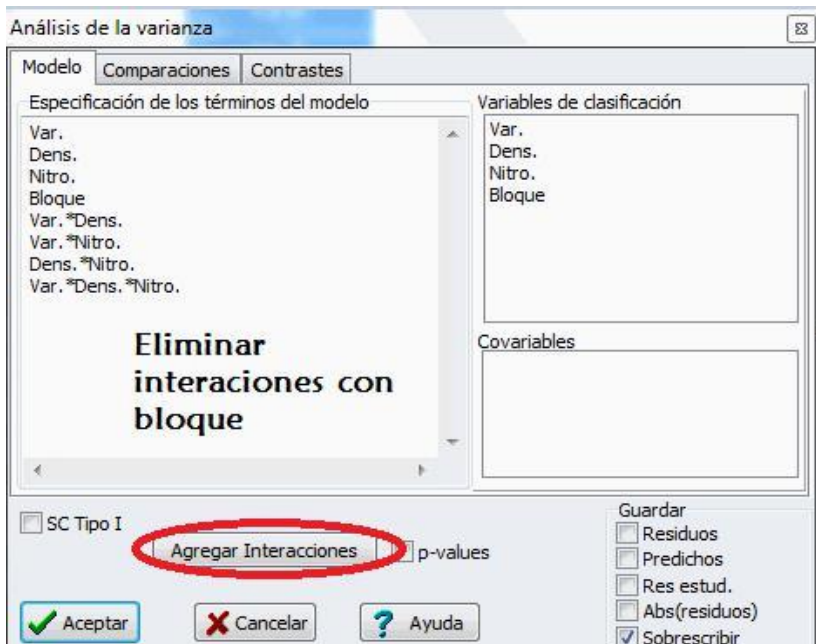 Análisis de la varianza
Modelo
Comparaciones
Contrastes
Especificación de los términos del modelo
Var.
Dens.
Nitro.
Bloque
Var.*Dens.
Var.*Nitro.
Dens.*Nitro.
Var.*Dens.*Nitro.
Eliminar
interaciones con
bloque
Variables de clasificación
Var.
Dens.
Nitro.
Bloque
Covariables
SC Tipo I
Agregar Interacciones
p-values
Guardar
Residuos
Predichos
Res estud.
Abs(residuos)
Sobrescribir
Aceptar
Cancelar
Ayuda